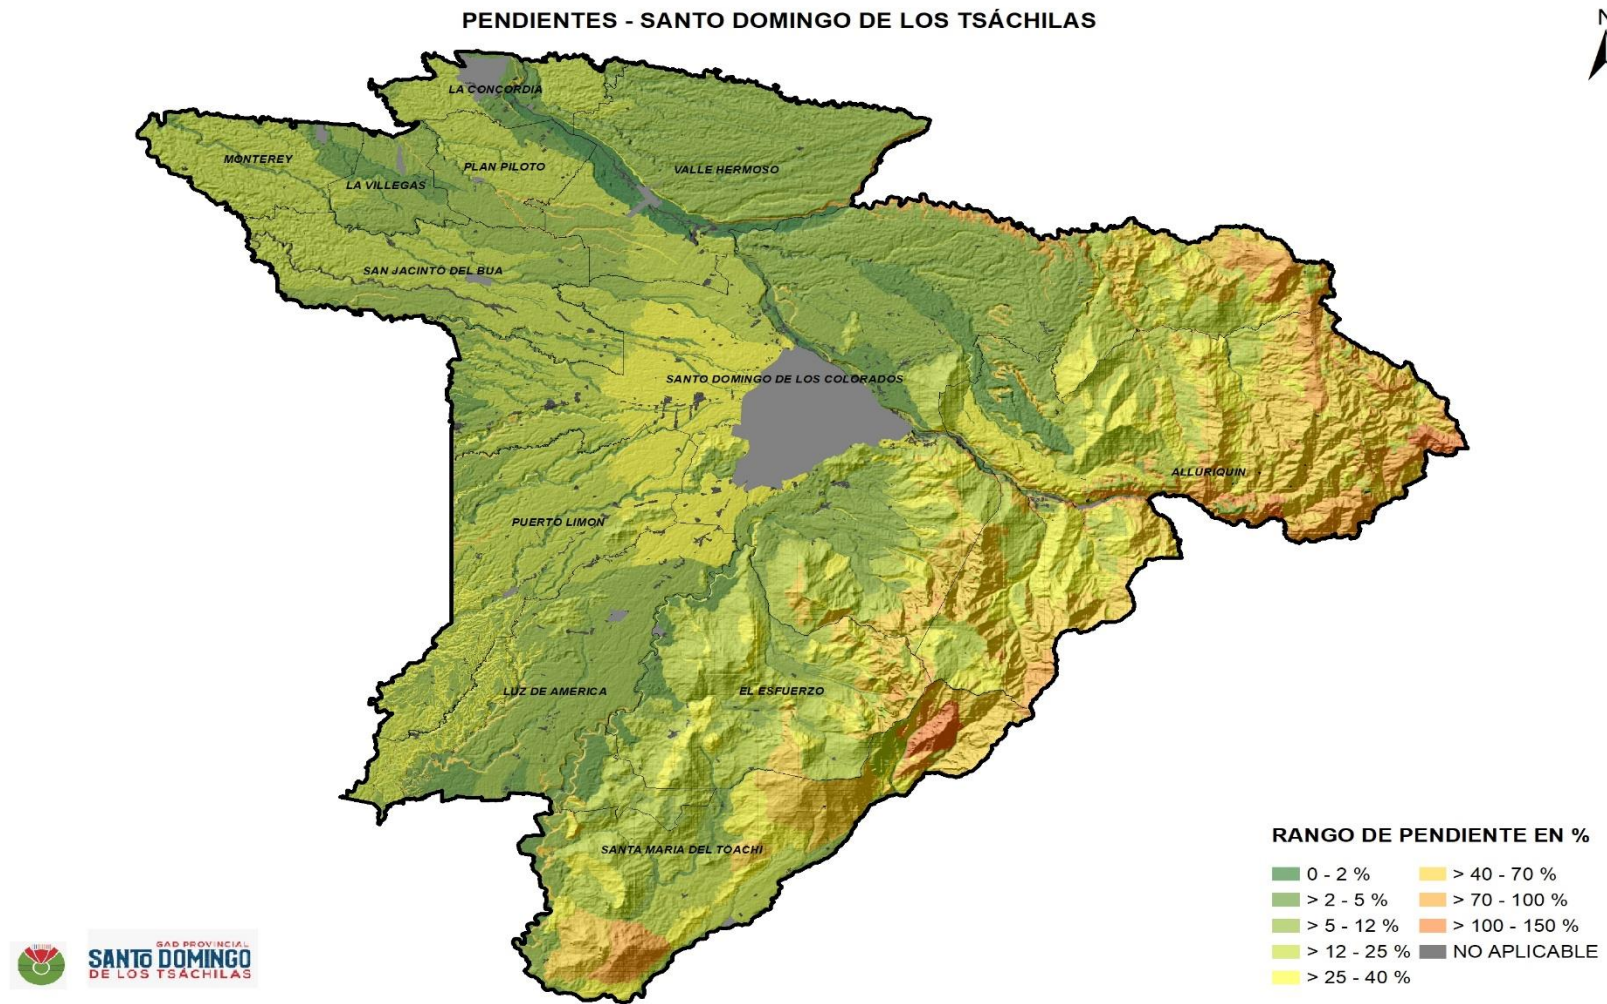 PENDIENTES - SANTO DOMINGO DE LOS TSÁCHILAS
N
LA CONCORDIA
MONTEREY
PLAN PILOTO
VALLE HERMOSO
LA VILLEGAS
SAN JACINTO DEL BUA
SANTO DOMINGO DE LOS COLORADOS
ALLURIQUIN
PUERTO LIMON
LUZ DE AMERICA
EL ESFUERZO
SANTA MARIA DEL TOACHI
RANGO DE PENDIENTE EN %
0 - 2 %
> 2 - 5 %
> 5 - 12 %
> 12 - 25 %
> 25 - 40 %
> 40 - 70 %
> 70 - 100 %
> 100 - 150 %
NO APLICABLE
GAD PROVINCIAL
SANTO DOMINGO
DE LOS TSÁCHILAS